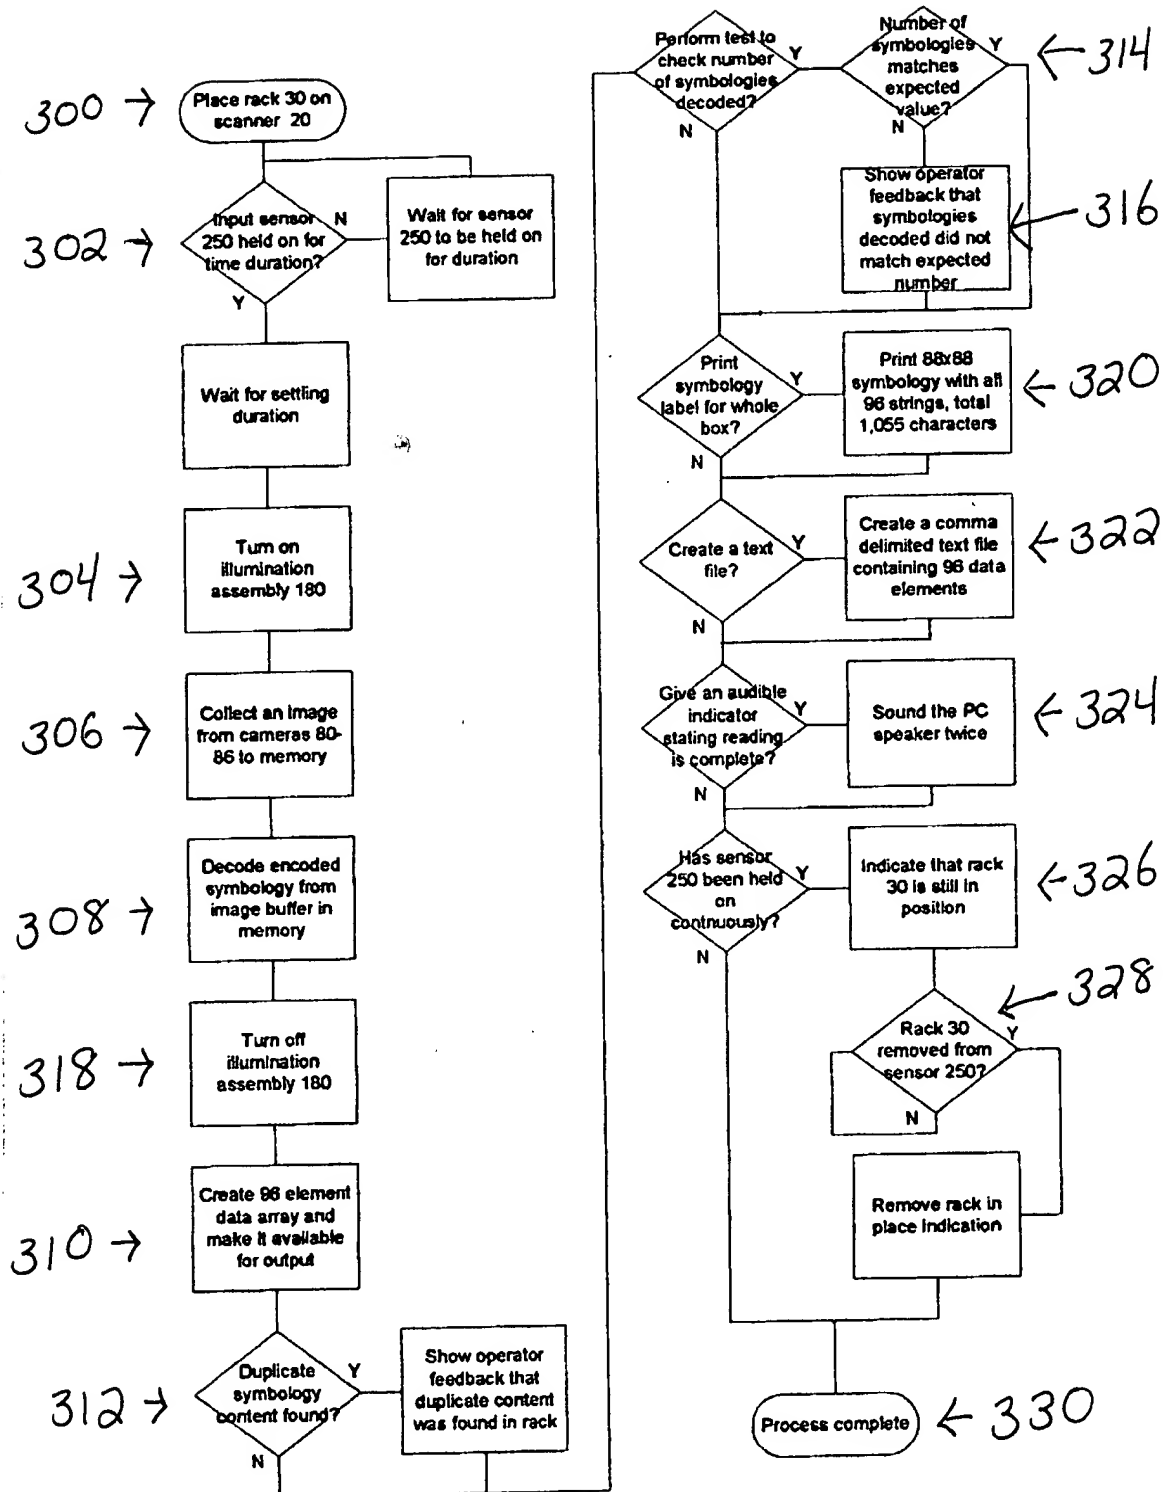 300 →
Place rack 30 on
scanner 20
302 →
Input sensor
250 held on for
time duration?
N
Y
Wait for sensor
250 to be held on
for duration
Wait for settling
duration
304 →
Turn on
illumination
assembly 180
306 →
Collect an image
from cameras 80-
86 to memory
308 →
Decode encoded
symbology from
image buffer in
memory
318 →
Turn off
illumination
assembly 180
310 →
Create 96 element
data array and
make it available
for output
312 →
Duplicate
symbology
content found?
Y
N
Show operator
feedback that
duplicate content
was found in rack
Perform test to
check number
of symbologies
decoded?
Y
N
Number of
symbologies
matches
expected
value?
Y
N
← 314
Show operator
feedback that
symbologies
decoded did not
match expected
number
← 316
Print
symbology
label for whole
box?
Y
N
Print 88x88
symbology with all
96 strings, total
1,055 characters
← 320
Create a text
file?
Y
N
Create a comma
delimited text file
containing 96 data
elements
← 322
Give an audible
indicator
stating reading
is complete?
Y
N
Sound the PC
speaker twice
← 324
Has sensor
250 been held
on
contnuously?
Y
N
Indicate that rack
30 is still in
position
← 326
Rack 30
removed from
sensor 250?
Y
N
← 328
Remove rack in
place indication
Process complete
← 330